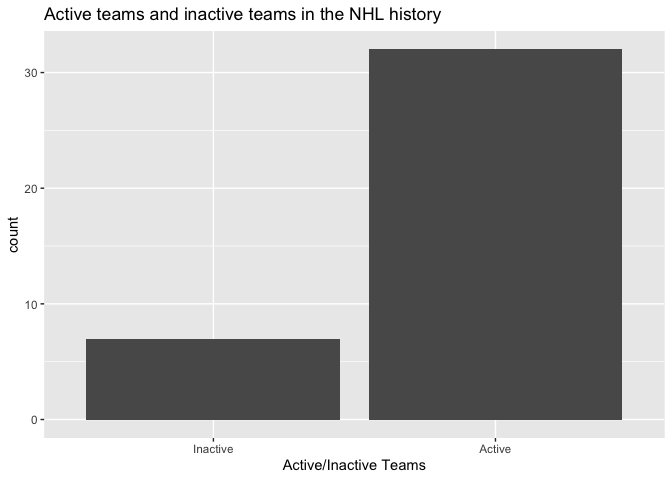 Active teams and inactive teams in the NHL history
30
20
10
0
count
Inactive Active
Active/Inactive Teams